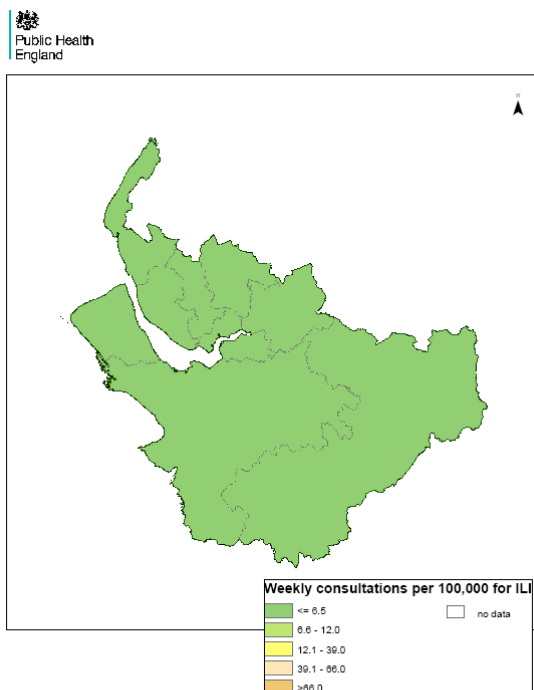 Public Health
England
N
Weekly consultations per 100,000 for ILI
<= 6.5
no data
6.6 - 12.0
12.1 - 39.0
39.1 - 66.0
>66.0